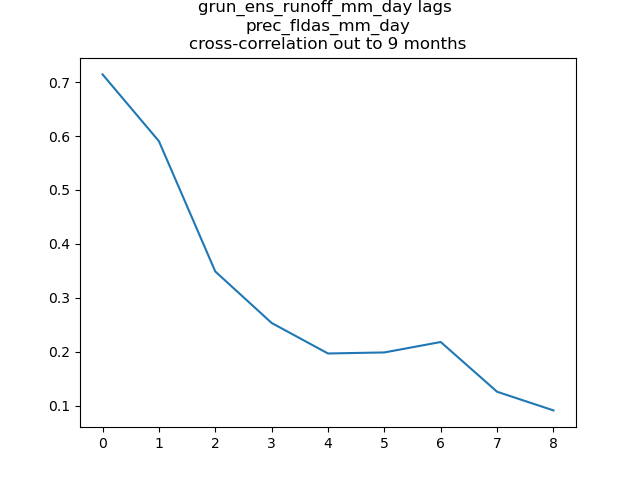 grun_ens_runoff_mm_day lags
prec_fldas_mm_day
cross-correlation out to 9 months
0.7
0.6
0.5
0.4
0.3
0.2
0.1
0 1 2 3 4 5 6 7 8